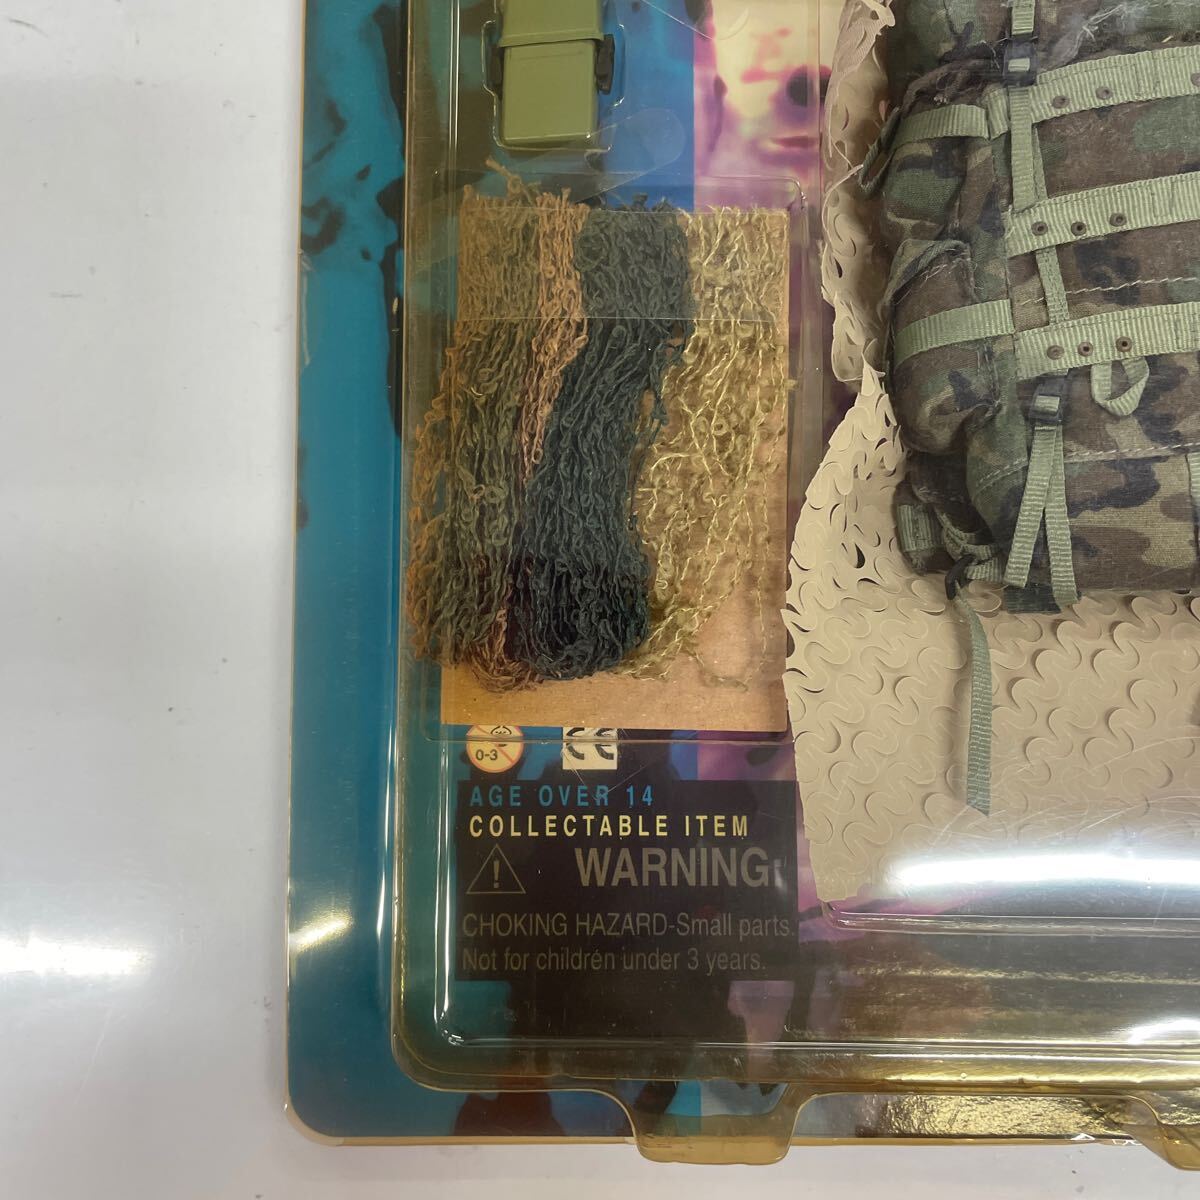 0-3
CE
AGE OVER 14
COLLECTABLE ITEM
! WARNING:
CHOKING HAZARD-Small parts.
Not for children under 3 years.